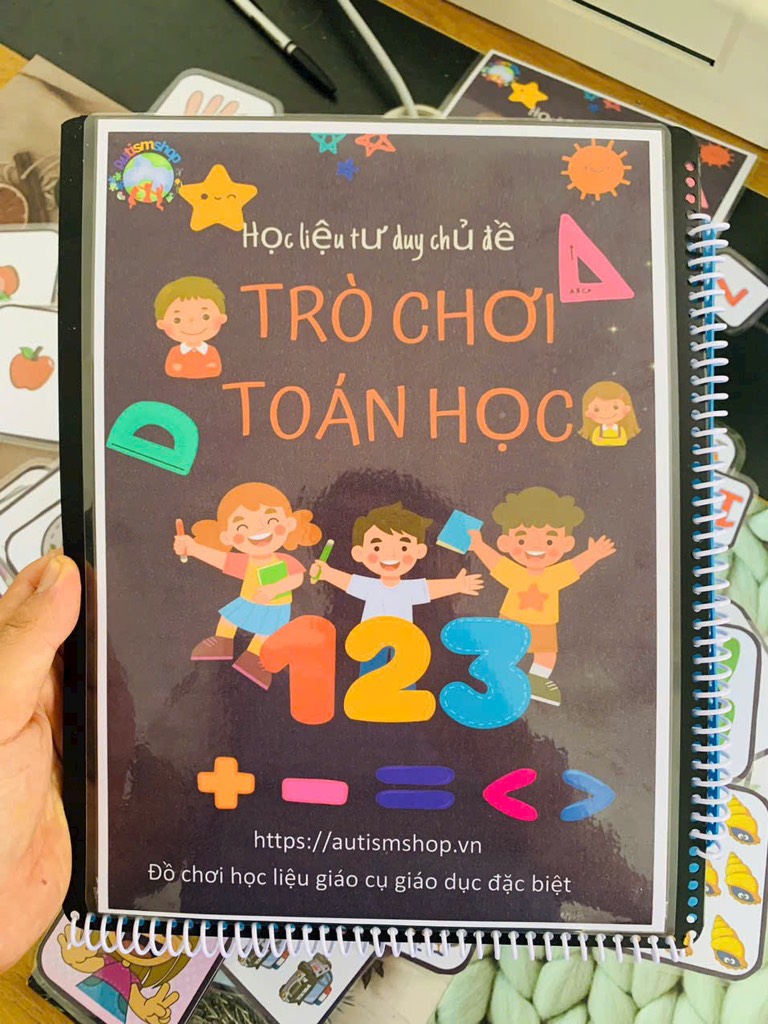 autismshop
Học liệu tư duy chủ đề
TRÒ CHƠI
TOÁN HỌC
123
+ - = < >
https://autismshop.vn
Đồ chơi học liệu giáo cụ giáo dục đặc biệt